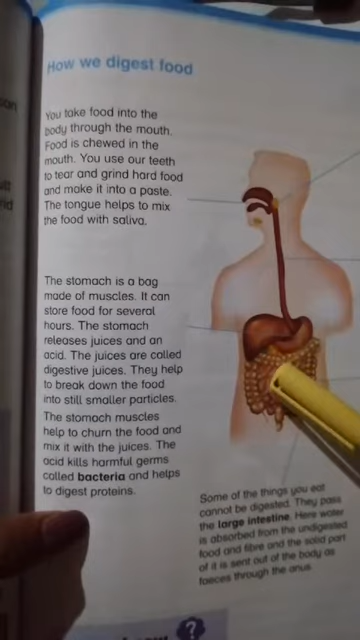 How we digest food
You take food into the
body through the mouth.
Food is chewed in the
mouth. You use our teeth
to tear and grind hard food
and make it into a paste.
The tongue helps to mix
the food with saliva.
The stomach is a bag
made of muscles. It can
store food for several
hours. The stomach
releases juices and an
acid. The juices are called
digestive juices. They help
to break down the food
into still smaller particles.
The stomach muscles
help to churn the food and
mix it with the juices. The
acid kills harmful germs
called bacteria and helps
to digest proteins.
Some of the things you eat
cannot be digested. They pass
the large intestine. Here water
is absorbed from the undigested
food and fibre and the solid part
of it is sent out of the body as
faeces through the anus.
?